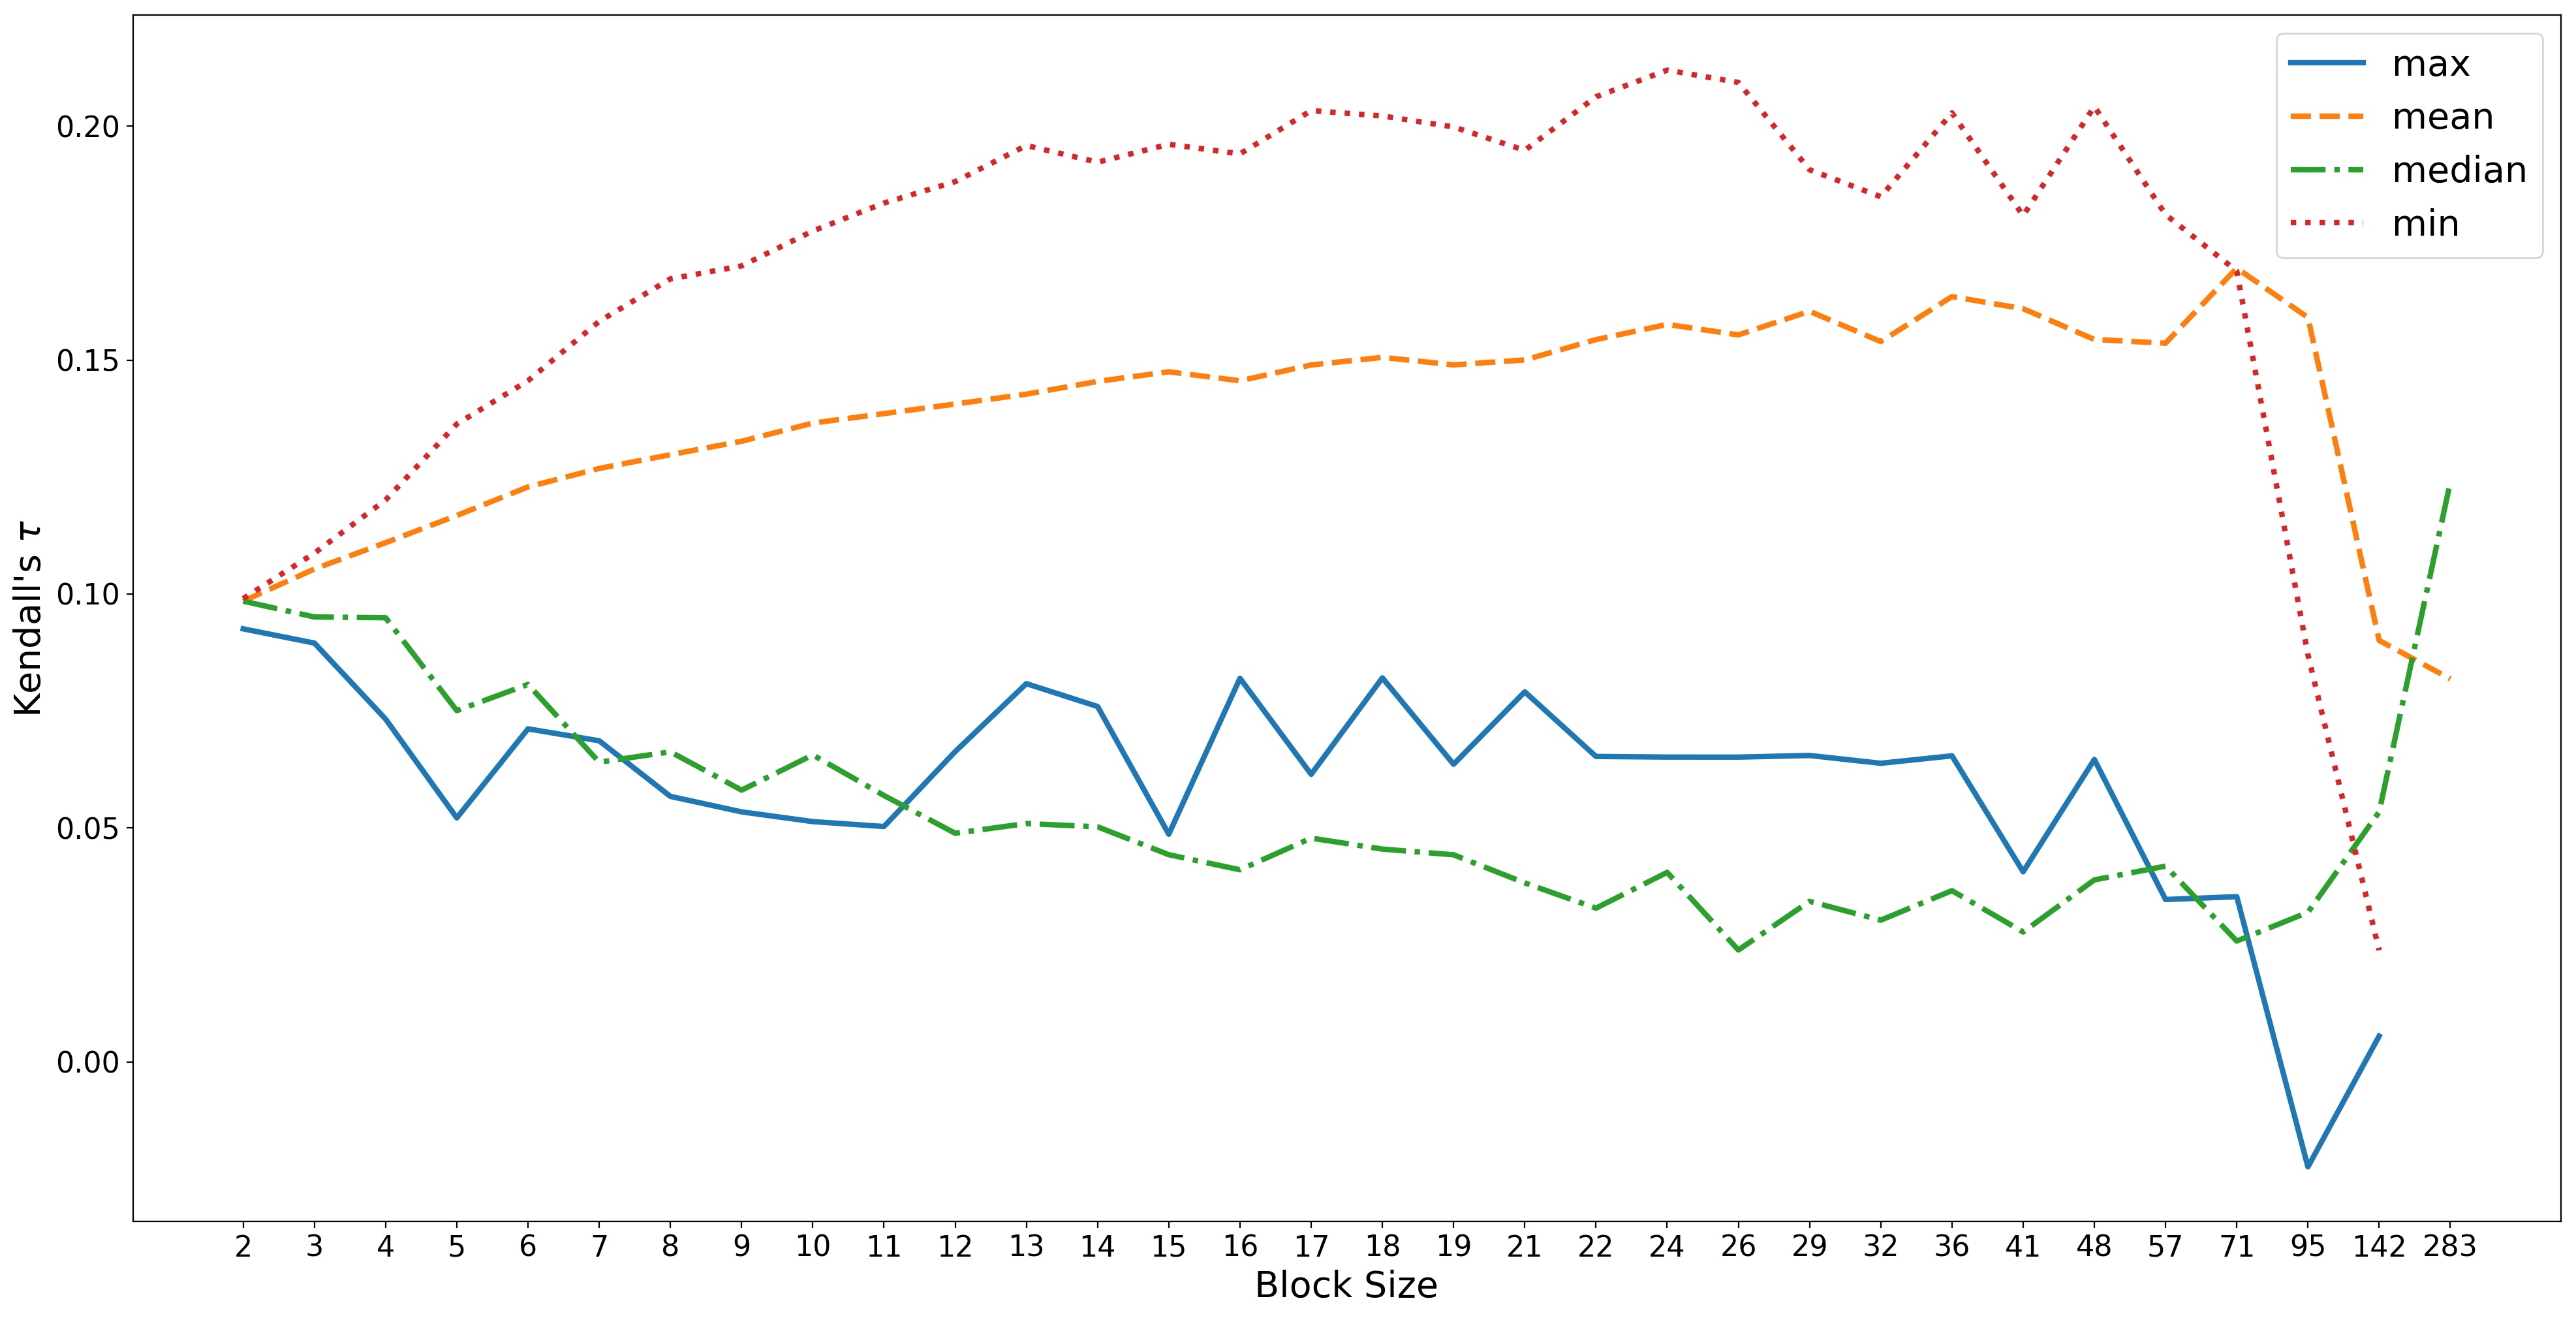 max
mean
median
min
0.20
0.15
0.10
0.05
0.00
Kendall's τ
2 3 4 5 6 7 8 9 10 11 12 13 14 15 16 17 18 19 21 22 24 26 29 32 36 41 48 57 71 95 142 283
Block Size